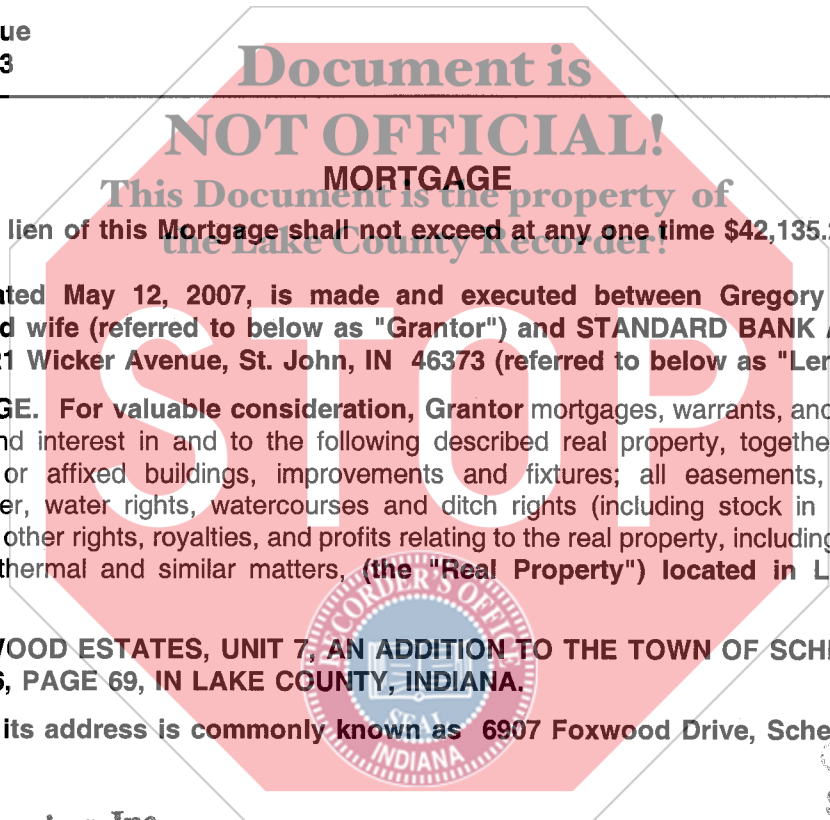 ue
3
Document is
NOT OFFICIAL!
MORTGAGE
This Document is the property of
the Lake County Recorder!
lien of this Mortgage shall not exceed at any one time $42,135.
ated May 12, 2007, is made and executed between Gregory
d wife (referred to below as "Grantor") and STANDARD BANK A
21 Wicker Avenue, St. John, IN 46373 (referred to below as "Len
GE. For valuable consideration, Grantor mortgages, warrants, and
nd interest in and to the following described real property, togethe
or affixed buildings, improvements and fixtures; all easements,
er, water rights, watercourses and ditch rights (including stock in
other rights, royalties, and profits relating to the real property, including
thermal and similar matters, (the "Real Property") located in L
STOP
WOOD ESTATES, UNIT 7, AN ADDITION TO THE TOWN OF SCHE
6, PAGE 69, IN LAKE COUNTY, INDIANA.
its address is commonly known as 6907 Foxwood Drive, Sche
RECORDER'S OFFICE
SEAL
INDIANA
Inc